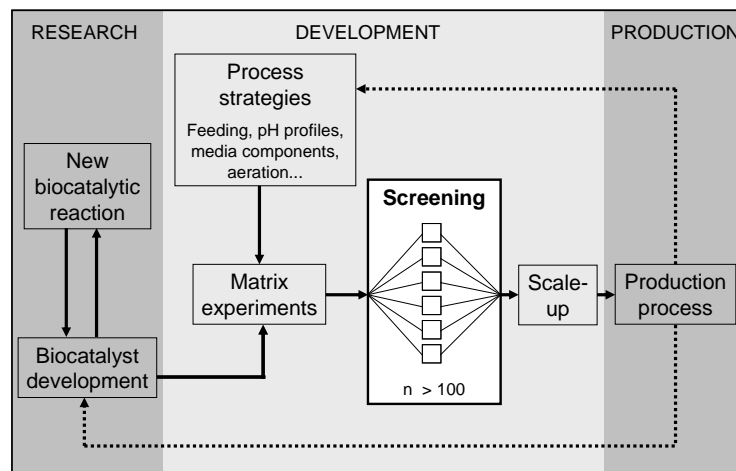 RESEARCH
DEVELOPMENT
PRODUCTION
Process
strategies
Feeding, pH profiles,
media components,
aeration...
New
biocatalytic
reaction
Screening
Matrix
experiments
Scale-
up
Production
process
Biocatalyst
development
n > 100